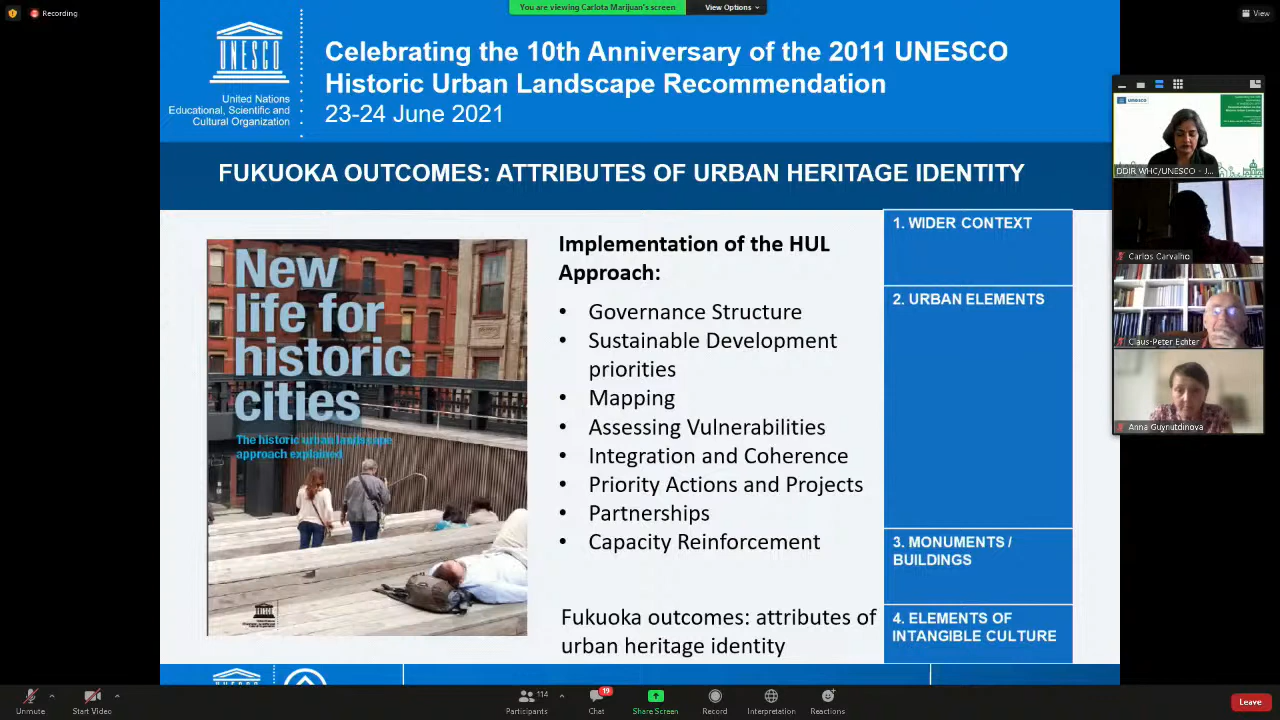 Recording
You are viewing Carlota Marijuan's screen
View Options
View
UNESCO
United Nations
Educational, Scientific and
Cultural Organization
Celebrating the 10th Anniversary of the 2011 UNESCO
Historic Urban Landscape Recommendation
23-24 June 2021
FUKUOKA OUTCOMES: ATTRIBUTES OF URBAN HERITAGE IDENTITY
New
life for
historic
cities
The historic urban landscape
approach explained
Implementation of the HUL
Approach:
• Governance Structure
• Sustainable Development
priorities
• Mapping
• Assessing Vulnerabilities
• Integration and Coherence
• Priority Actions and Projects
• Partnerships
• Capacity Reinforcement
Fukuoka outcomes: attributes of
urban heritage identity
1. WIDER CONTEXT
2. URBAN ELEMENTS
3. MONUMENTS /
BUILDINGS
4. ELEMENTS OF
INTANGIBLE CULTURE
UNESCO
DDIR WHC/UNESCO - J...
Carlos Carvalho
Claus-Peter Echter
Anna Guynutdinova
UNESCO
Unmute
Start Video
114
Participants
19
Chat
Share Screen
Record
Interpretation
Reactions
Leave